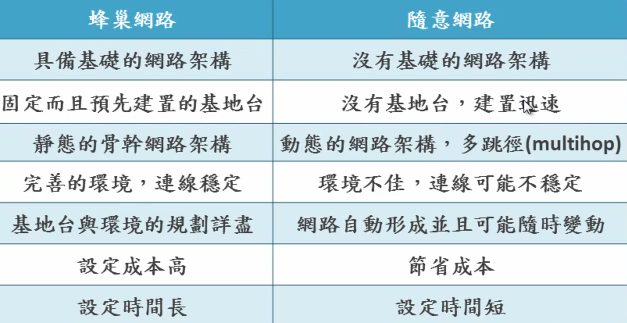 蜂巢網路 隨意網路
具備基礎的網路架構 沒有基礎的網路架構
固定而且預先建置的基地台 沒有基地台，建置迅速
靜態的骨幹網路架構 動態的網路架構，多跳徑(multihop)
完善的環境，連線穩定 環境不佳，連線可能不穩定
基地台與環境的規劃詳盡 網路自動形成並且可能隨時變動
設定成本高 節省成本
設定時間長 設定時間短